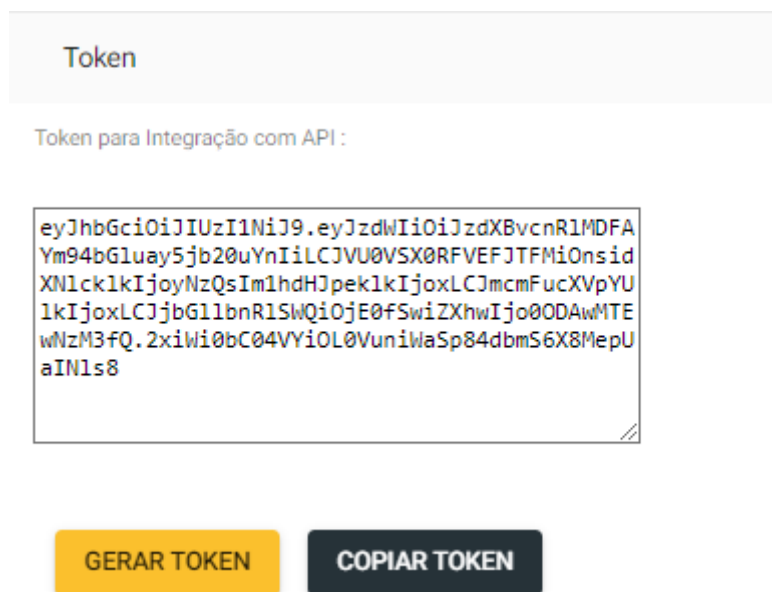 Token
Token para Integração com API :
eyJhbGciOiJIUzI1NiJ9.eyJzdWIiOiJzdXBvcnRlMDFA
Ym94bGluay5jb20uYnIiLCJVU0VSX0RFVEFJTFMiOnsid
XNlcklkIjoyNzQsIm1hdHJpeklkIjoxLCJmcmFucXVpYU
lkIjoxLCJjbGllbnRlSWQiOjE0fSwiZXhwIjo0ODAwMTE
wNzM3fQ.2xiWi0bC04VYiOL0VuniWaSp84dbmS6X8MepU
aINls8
GERAR TOKEN
COPIAR TOKEN